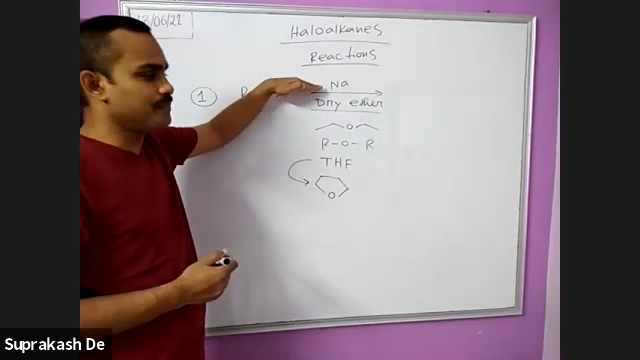 18/06/21
Haloalkanes
Reactions
1 R Na
Dry ether
O
R-O-R
THF
O
Suprakash De